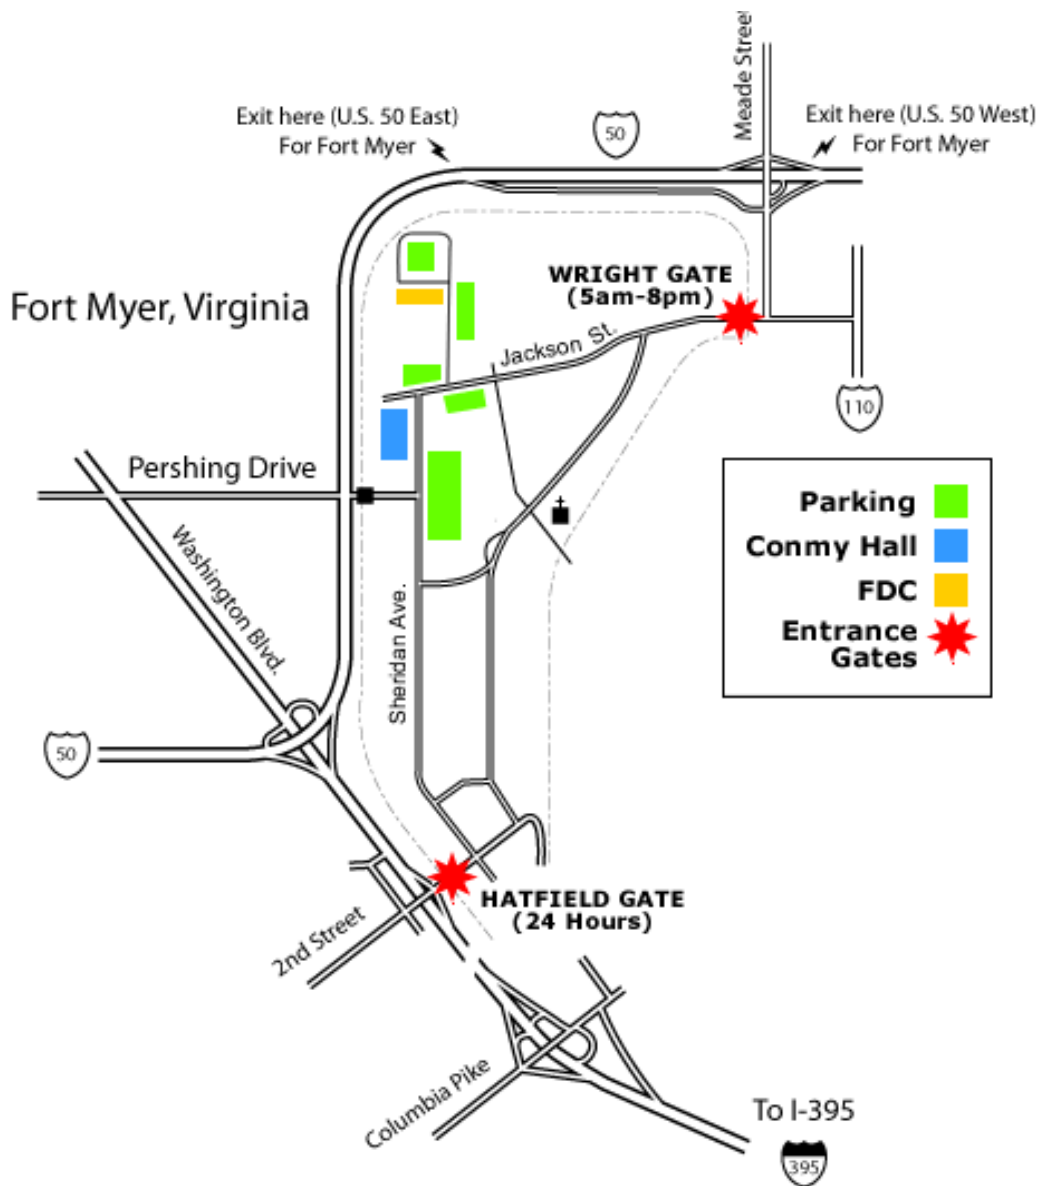 Meade Street
Exit here (U.S. 50 East)
For Fort Myer
50
Exit here (U.S. 50 West)
For Fort Myer
WRIGHT GATE
(5am-8pm)
Fort Myer, Virginia
Jackson St.
110
Pershing Drive
Parking
Conmy Hall
FDC
Entrance
Gates
Washington Blvd.
Sheridan Ave.
50
HATFIELD GATE
(24 Hours)
2nd Street
Columbia Pike
To I-395
395